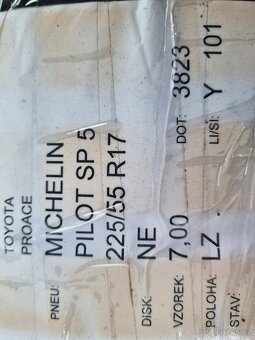 TOYOTA
PROACE
PNEU: MICHELIN
PILOT SP 5
225/55 R17
DISK: NE
VZOREK: 7,00 DOT: 3823
POLOHA: LZ LI/SI: Y 101
STAV: